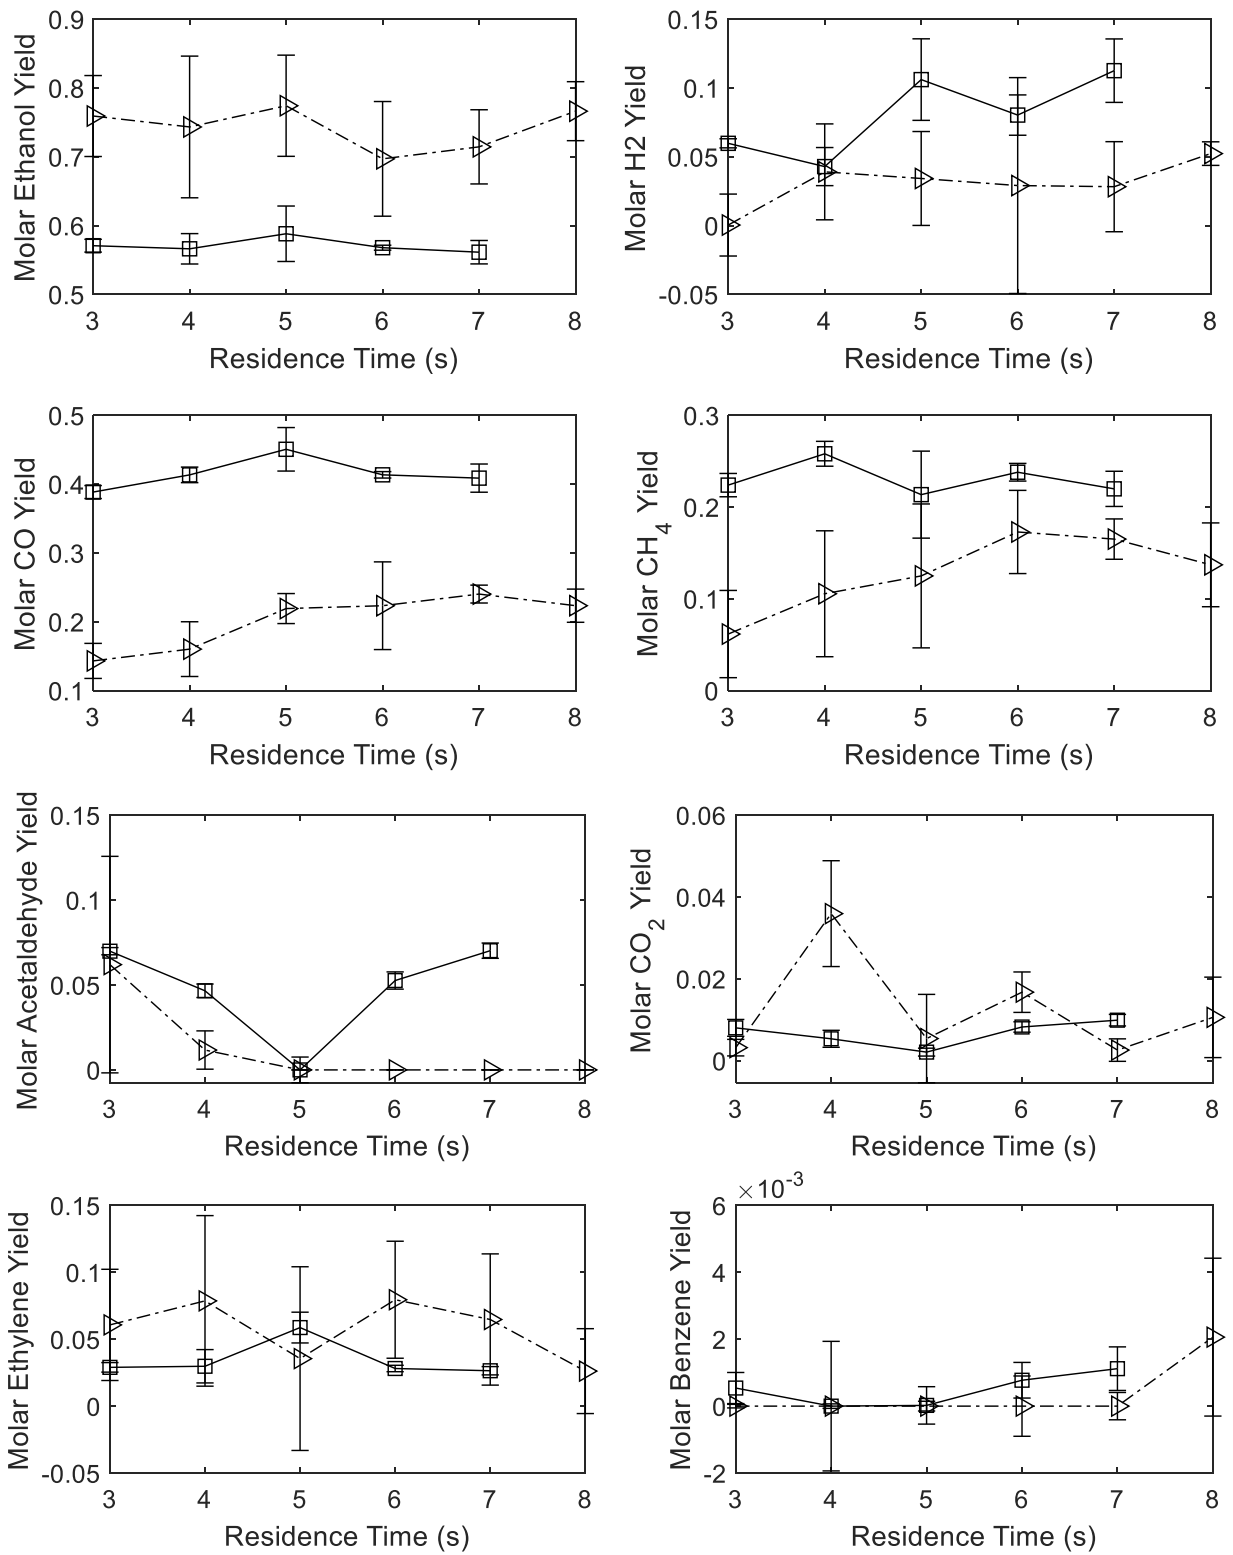 Molar Ethanol Yield
0.9
0.8
0.7
0.6
0.5
3 4 5 6 7 8
Residence Time (s)
Molar H2 Yield
0.15
0.1
0.05
0
-0.05
3 4 5 6 7 8
Residence Time (s)
Molar CO Yield
0.5
0.4
0.3
0.2
0.1
3 4 5 6 7 8
Residence Time (s)
Molar CH4 Yield
0.3
0.2
0.1
0
3 4 5 6 7 8
Residence Time (s)
Molar Acetaldehyde Yield
0.15
0.1
0.05
0
3 4 5 6 7 8
Residence Time (s)
Molar CO2 Yield
0.06
0.04
0.02
0
3 4 5 6 7 8
Residence Time (s)
Molar Ethylene Yield
0.15
0.1
0.05
0
-0.05
3 4 5 6 7 8
Residence Time (s)
Molar Benzene Yield
×10-3
6
4
2
0
-2
3 4 5 6 7 8
Residence Time (s)